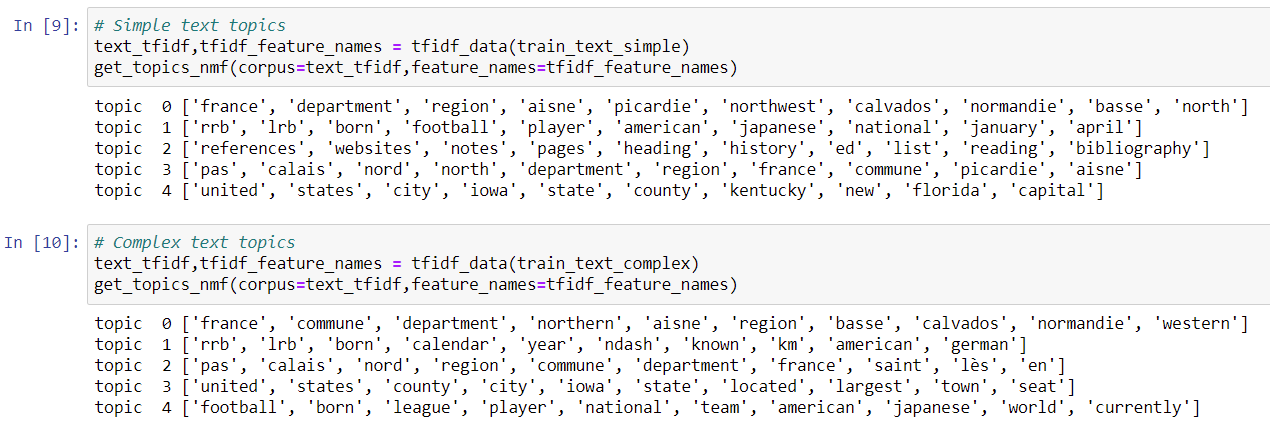 In [9]: # Simple text topics
text_tfidf,tfidf_feature_names = tfidf_data(train_text_simple)
get_topics_nmf(corpus=text_tfidf,feature_names=tfidf_feature_names)
topic  0 ['france', 'department', 'region', 'aisne', 'picardie', 'northwest', 'calvados', 'normandie', 'basse', 'north']
topic  1 ['rrb', 'lrb', 'born', 'football', 'player', 'american', 'japanese', 'national', 'january', 'april']
topic  2 ['references', 'websites', 'notes', 'pages', 'heading', 'history', 'ed', 'list', 'reading', 'bibliography']
topic  3 ['pas', 'calais', 'nord', 'north', 'department', 'region', 'france', 'commune', 'picardie', 'aisne']
topic  4 ['united', 'states', 'city', 'iowa', 'state', 'county', 'kentucky', 'new', 'florida', 'capital']
In [10]: # Complex text topics
text_tfidf,tfidf_feature_names = tfidf_data(train_text_complex)
get_topics_nmf(corpus=text_tfidf,feature_names=tfidf_feature_names)
topic  0 ['france', 'commune', 'department', 'northern', 'aisne', 'region', 'basse', 'calvados', 'normandie', 'western']
topic  1 ['rrb', 'lrb', 'born', 'calendar', 'year', 'ndash', 'known', 'km', 'american', 'german']
topic  2 ['pas', 'calais', 'nord', 'region', 'commune', 'department', 'france', 'saint', 'lès', 'en']
topic  3 ['united', 'states', 'county', 'city', 'iowa', 'state', 'located', 'largest', 'town', 'seat']
topic  4 ['football', 'born', 'league', 'player', 'national', 'team', 'american', 'japanese', 'world', 'currently']